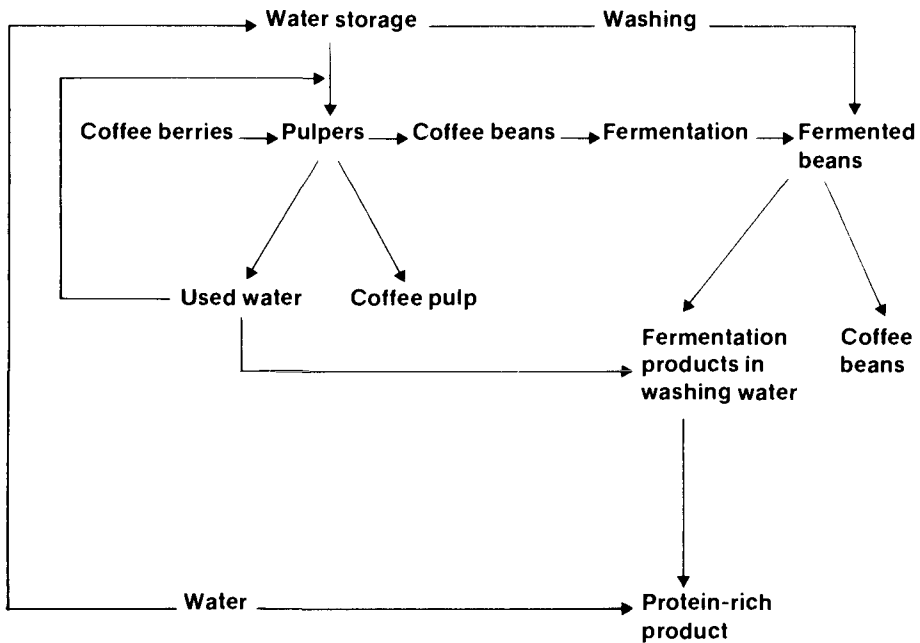 Water storage
Washing
Coffee berries
Pulpers
Coffee beans
Fermentation
Fermented
beans
Used water
Coffee pulp
Fermentation
products in
washing water
Coffee
beans
Water
Protein-rich
product